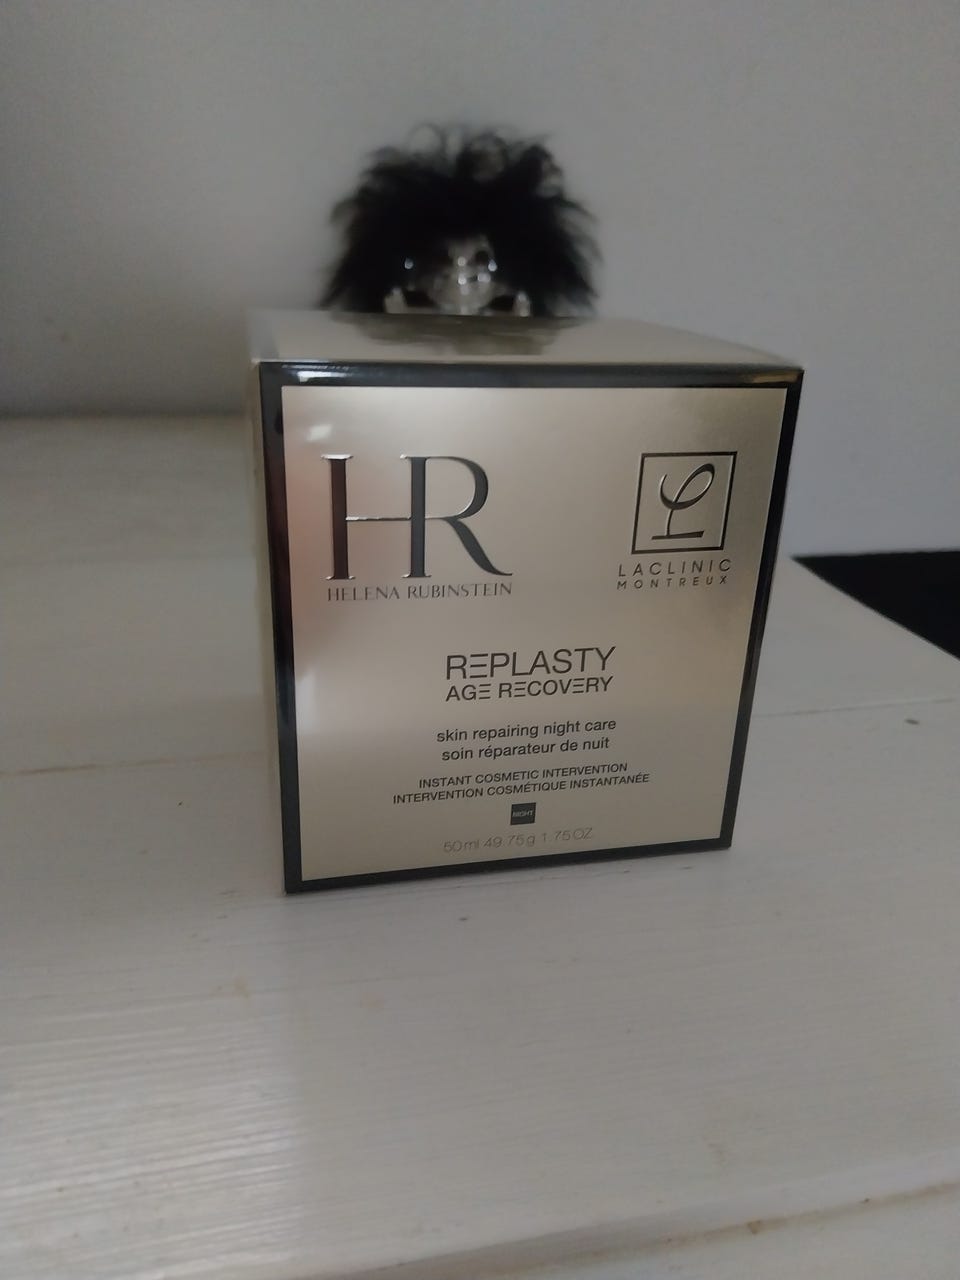 HR
HELENA RUBINSTEIN
LACLINIC
MONTREUX
REPLASTY
AGE RECOVERY
skin repairing night care
soin réparateur de nuit
INSTANT COSMETIC INTERVENTION
INTERVENTION COSMÉTIQUE INSTANTANÉE
NIGHT
50 ml 49.75 g 1.75 OZ.